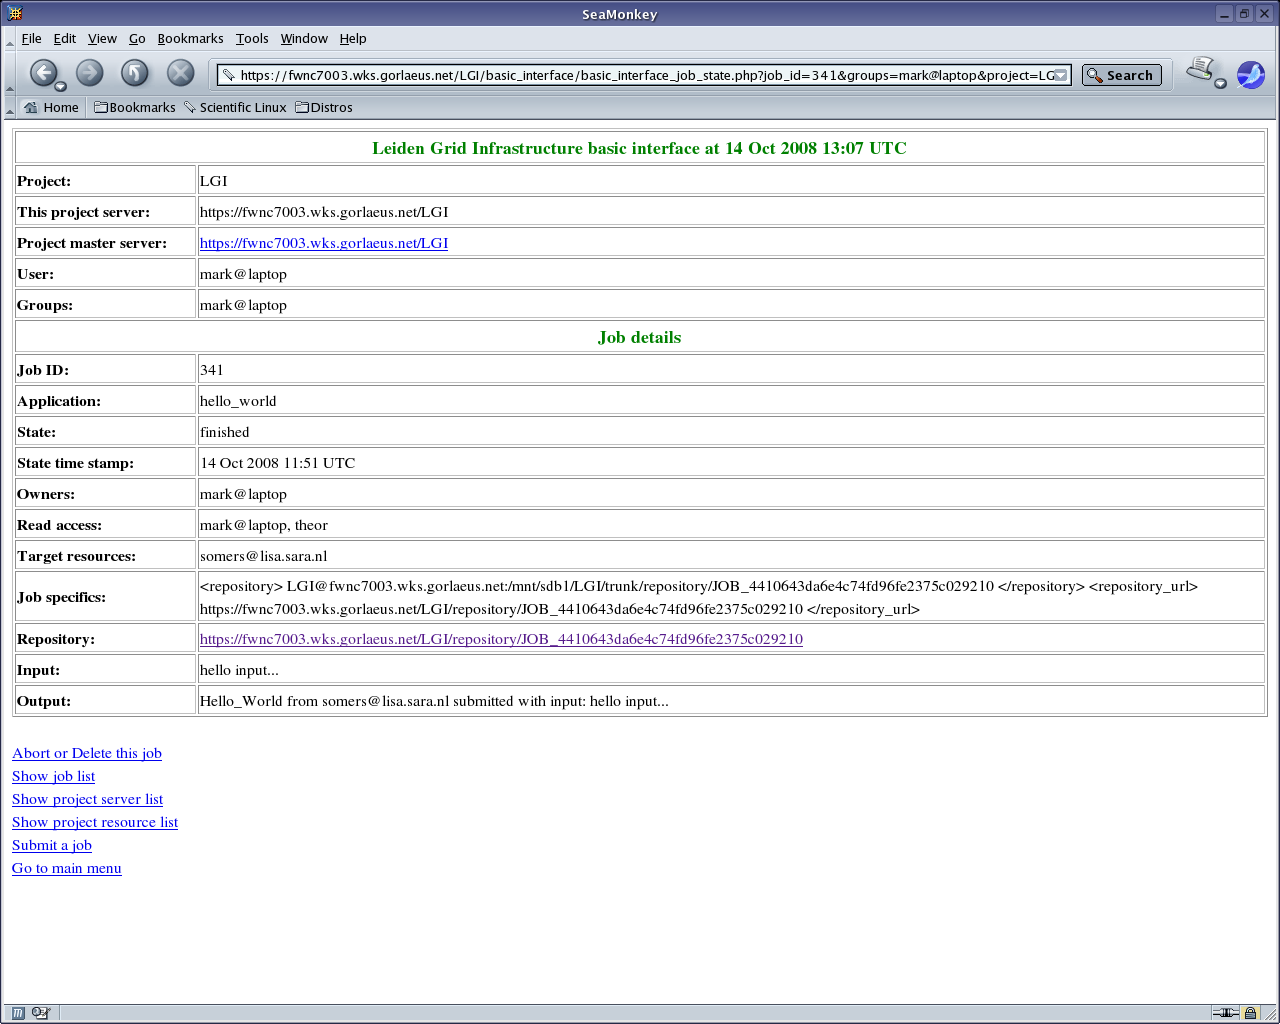 SeaMonkey
File Edit View Go Bookmarks Tools Window Help
https://fwnc7003.wks.gorlaeus.net/LGI/basic_interface/basic_interface_job_state.php?job_id=341&groups=mark@laptop&project=LG Search
Home Bookmarks Scientific Linux Distros
Leiden Grid Infrastructure basic interface at 14 Oct 2008 13:07 UTC
Project: LGI
This project server: https://fwnc7003.wks.gorlaeus.net/LGI
Project master server: https://fwnc7003.wks.gorlaeus.net/LGI
User: mark@laptop
Groups: mark@laptop
Job details
Job ID: 341
Application: hello_world
State: finished
State time stamp: 14 Oct 2008 11:51 UTC
Owners: mark@laptop
Read access: mark@laptop, theor
Target resources: somers@lisa.sara.nl
Job specifics: <repository> LGI@fwnc7003.wks.gorlaeus.net:/mnt/sdb1/LGI/trunk/repository/JOB_4410643da6e4c74fd96fe2375c029210 </repository> <repository_url>
https://fwnc7003.wks.gorlaeus.net/LGI/repository/JOB_4410643da6e4c74fd96fe2375c029210 </repository_url>
Repository: https://fwnc7003.wks.gorlaeus.net/LGI/repository/JOB_4410643da6e4c74fd96fe2375c029210
Input: hello input...
Output: Hello_World from somers@lisa.sara.nl submitted with input: hello input...
Abort or Delete this job
Show job list
Show project server list
Show project resource list
Submit a job
Go to main menu